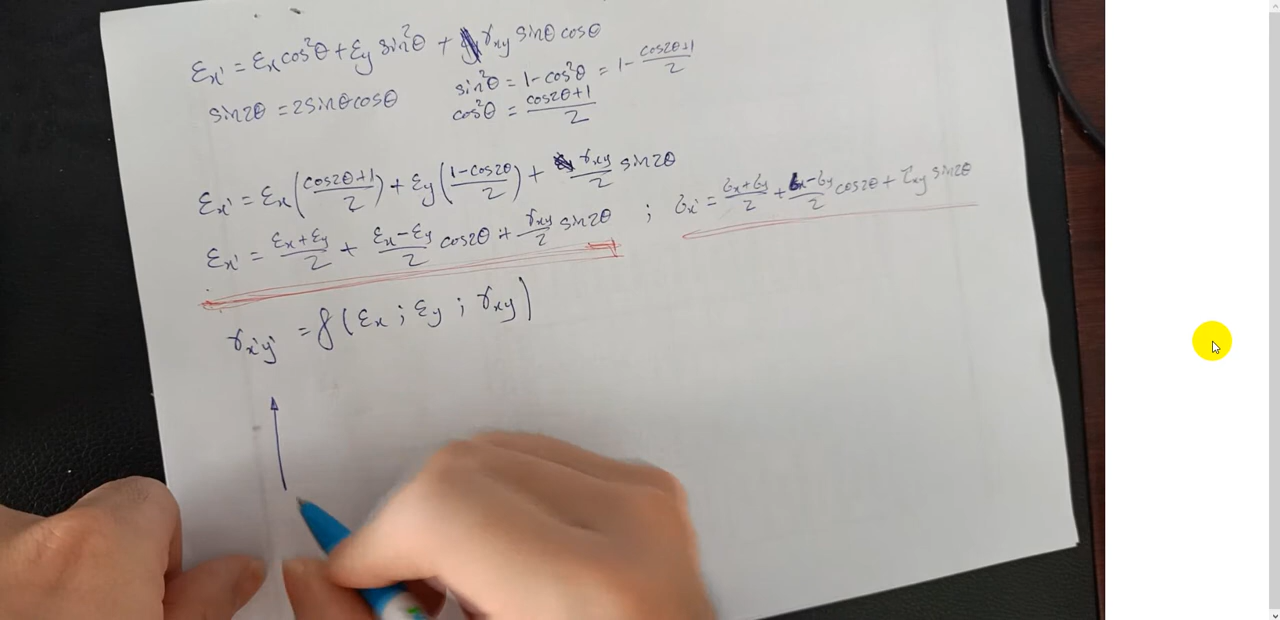 εx' = εx cos²θ + εy sin²θ + γxy sinθ cosθ
sin2θ = 2sinθcosθ
sin²θ = 1-cos²θ = 1 - (cos2θ+1)/2
cos²θ = (cos2θ+1)/2
εx' = εx((cos2θ+1)/2) + εy((1-cos2θ)/2) + γxy/2 sin2θ
εx' = (εx+εy)/2 + (εx-εy)/2 cos2θ + γxy/2 sin2θ ; σx' = (σx+σy)/2 + (σx-σy)/2 cos2θ + τxy sin2θ
γx'y' = f(εx ; εy ; γxy)